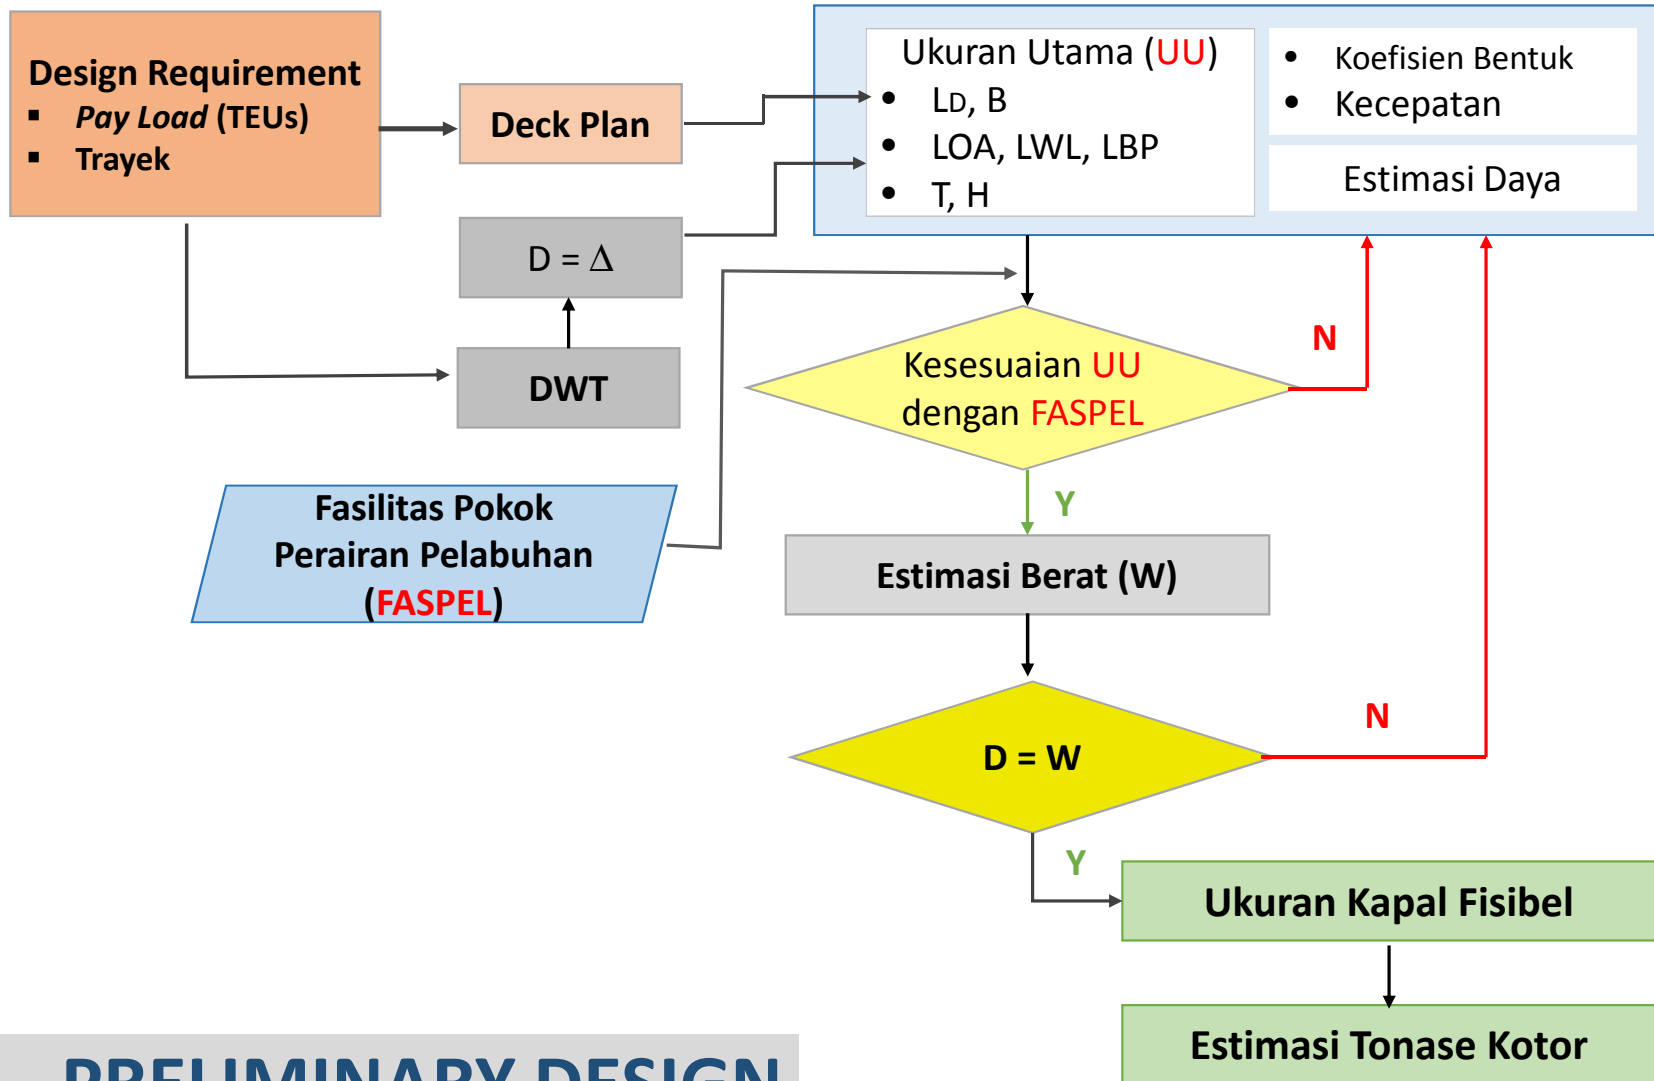 Design Requirement
▪ Pay Load (TEUs)
▪ Trayek
Deck Plan
Ukuran Utama (UU)
• LD, B
• LOA, LWL, LBP
• T, H
• Koefisien Bentuk
• Kecepatan
Estimasi Daya
D = Δ
DWT
Kesesuaian UU
dengan FASPEL
N
Y
Fasilitas Pokok
Perairan Pelabuhan
(FASPEL)
Estimasi Berat (W)
D = W
N
Y
Ukuran Kapal Fisibel
Estimasi Tonase Kotor
PRELIMINARY DESIGN